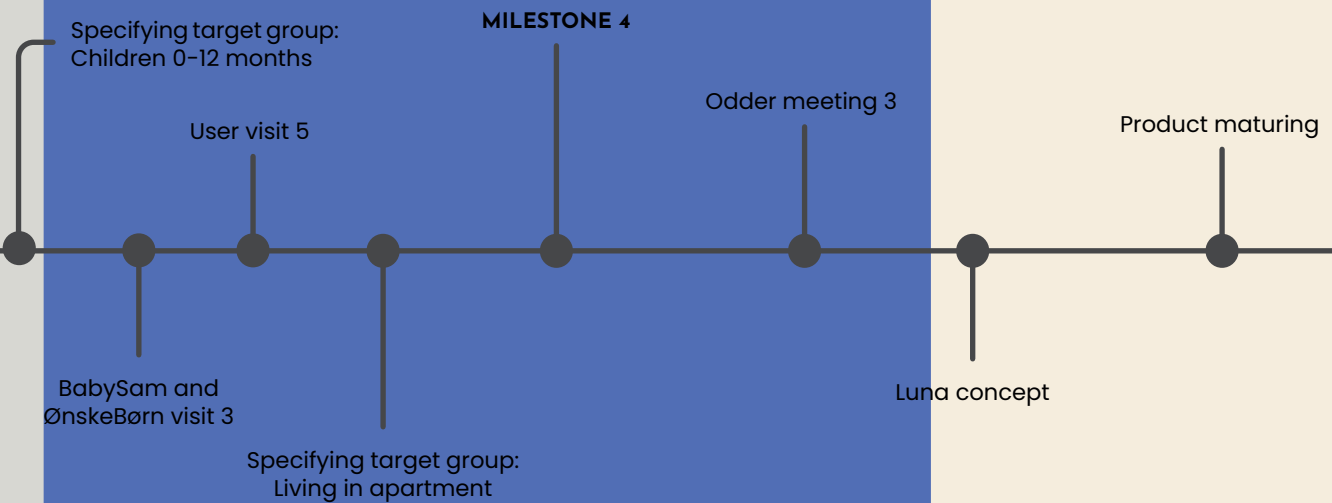 Specifying target group:
Children 0-12 months
BabySam and
ØnskeBørn visit 3
User visit 5
Specifying target group:
Living in apartment
MILESTONE 4
Odder meeting 3
Luna concept
Product maturing